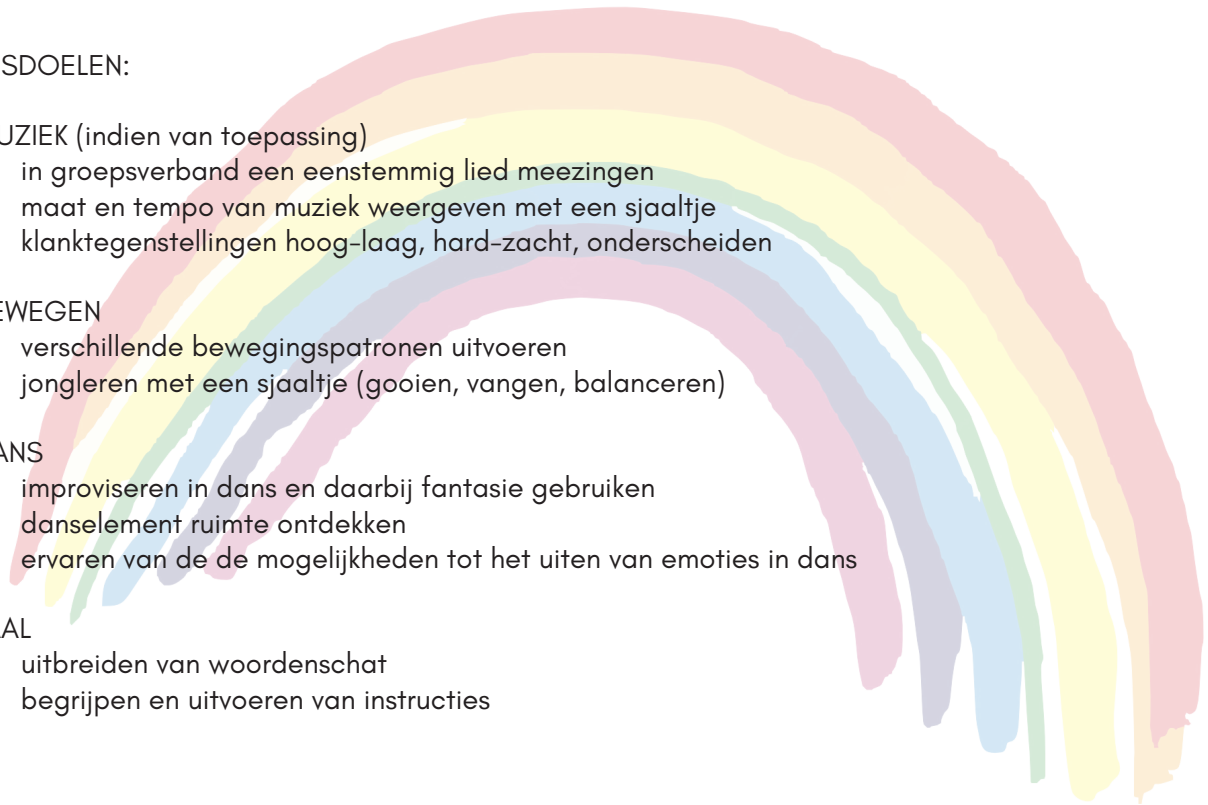 SDOELEN:
UZIEK (indien van toepassing)
in groepsverband een eenstemmig lied meezingen
maat en tempo van muziek weergeven met een sjaaltje
klanktegenstellingen hoog-laag, hard-zacht, onderscheiden
EWEGEN
verschillende bewegingspatronen uitvoeren
jongleren met een sjaaltje (gooien, vangen, balanceren)
ANS
improviseren in dans en daarbij fantasie gebruiken
danselement ruimte ontdekken
ervaren van de de mogelijkheden tot het uiten van emoties in dans
AL
uitbreiden van woordenschat
begrijpen en uitvoeren van instructies